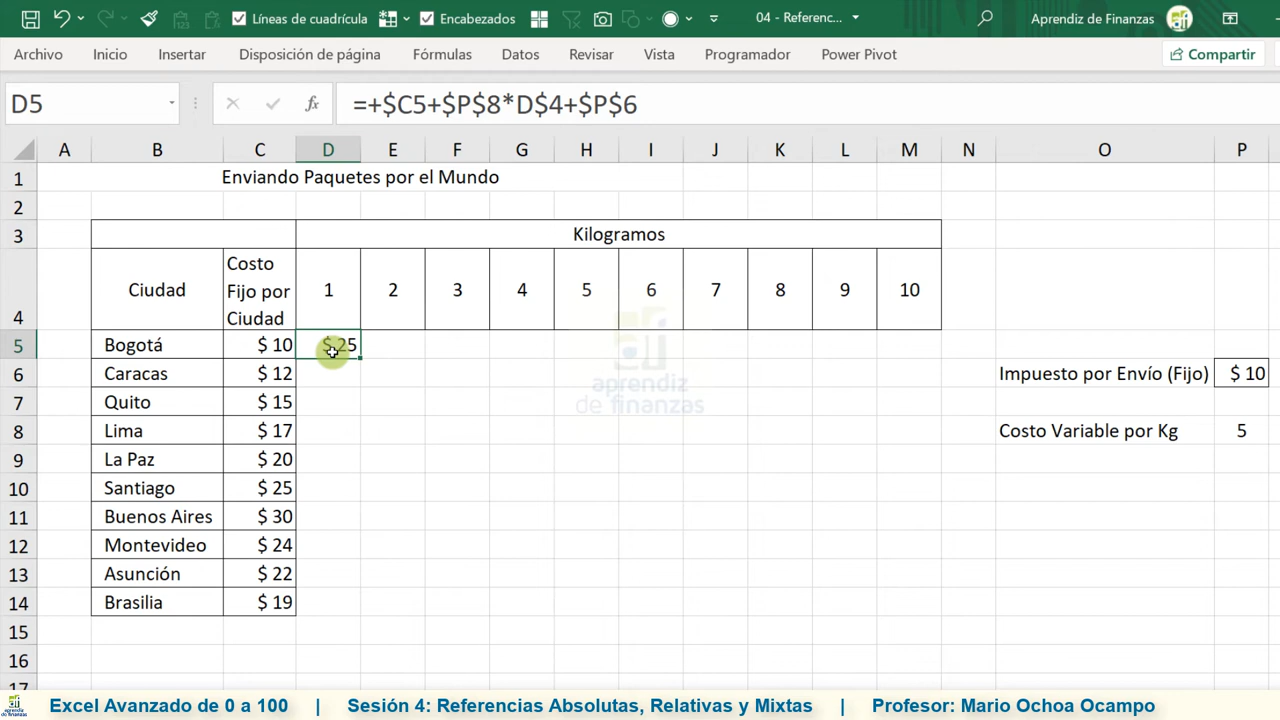 Líneas de cuadrícula Encabezados 04 - Referenc... Aprendiz de Finanzas
Archivo Inicio Insertar Disposición de página Fórmulas Datos Revisar Vista Programador Power Pivot Compartir
D5 fx =+$C5+$P$8*D$4+$P$6
A B C D E F G H I J K L M N O P
1 Enviando Paquetes por el Mundo
2
3 Kilogramos
4 Ciudad Costo Fijo por Ciudad 1 2 3 4 5 6 7 8 9 10
5 Bogotá $ 10 $ 25
6 Caracas $ 12 Impuesto por Envío (Fijo) $ 10
7 Quito $ 15
8 Lima $ 17 Costo Variable por Kg 5
9 La Paz $ 20
10 Santiago $ 25
11 Buenos Aires $ 30
12 Montevideo $ 24
13 Asunción $ 22
14 Brasilia $ 19
15
16
17
aprendiz
de finanzas
Excel Avanzado de 0 a 100 | Sesión 4: Referencias Absolutas, Relativas y Mixtas | Profesor: Mario Ochoa Ocampo